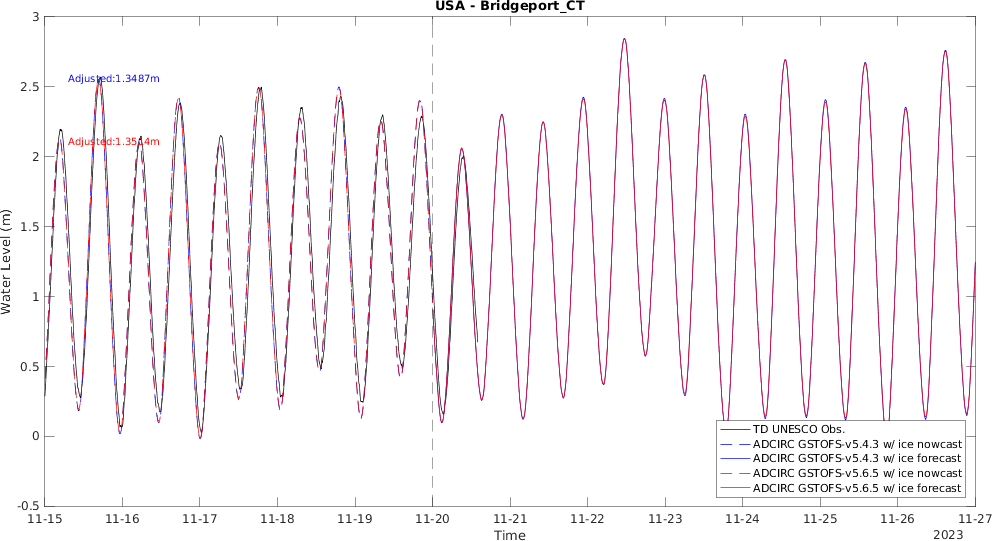 USA - Bridgeport_CT
3
2.5
2
1.5
1
0.5
0
-0.5
Water Level (m)
Adjusted:1.3487m
Adjusted:1.3514m
TD UNESCO Obs.
ADCIRC GSTOFS-v5.4.3 w/ ice nowcast
ADCIRC GSTOFS-v5.4.3 w/ ice forecast
ADCIRC GSTOFS-v5.6.5 w/ ice nowcast
ADCIRC GSTOFS-v5.6.5 w/ ice forecast
11-15 11-16 11-17 11-18 11-19 11-20 11-21 11-22 11-23 11-24 11-25 11-26 11-27
Time
2023